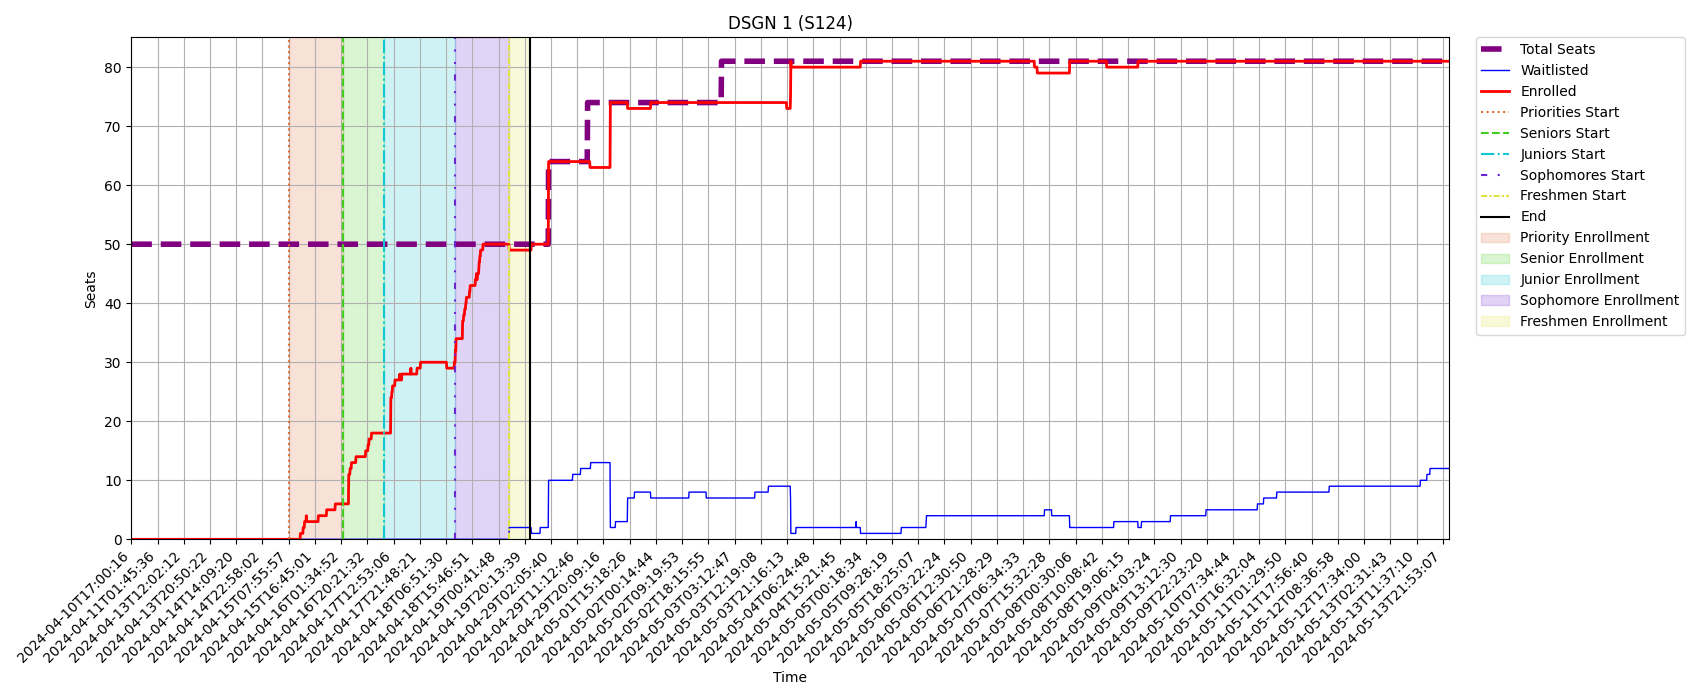 DSGN 1 (S124)
Seats
80
70
60
50
40
30
20
10
0
2024-04-10T17:00:16
2024-04-11T01:45:36
2024-04-13T12:02:12
2024-04-13T20:50:22
2024-04-14T14:09:20
2024-04-14T22:58:02
2024-04-15T07:55:57
2024-04-15T16:45:01
2024-04-16T01:34:52
2024-04-16T20:21:32
2024-04-17T12:53:06
2024-04-17T21:48:21
2024-04-18T06:51:30
2024-04-18T15:46:51
2024-04-19T00:41:48
2024-04-19T20:13:39
2024-04-29T02:05:40
2024-04-29T11:12:46
2024-04-29T20:09:16
2024-05-01T15:18:26
2024-05-02T00:14:44
2024-05-02T09:19:53
2024-05-02T18:15:55
2024-05-03T03:12:47
2024-05-03T12:19:08
2024-05-03T21:16:13
2024-05-04T06:24:48
2024-05-04T15:21:45
2024-05-05T00:18:34
2024-05-05T09:28:19
2024-05-05T18:25:07
2024-05-06T03:22:24
2024-05-06T12:30:50
2024-05-06T21:28:29
2024-05-07T06:34:33
2024-05-07T15:32:28
2024-05-08T00:30:06
2024-05-08T10:08:42
2024-05-08T19:06:15
2024-05-09T04:03:24
2024-05-09T13:12:30
2024-05-09T22:23:20
2024-05-10T07:34:44
2024-05-10T16:32:04
2024-05-11T01:29:50
2024-05-11T17:56:40
2024-05-12T08:36:58
2024-05-12T17:34:00
2024-05-13T02:31:43
2024-05-13T11:37:10
2024-05-13T21:53:07
Time
Total Seats
Waitlisted
Enrolled
Priorities Start
Seniors Start
Juniors Start
Sophomores Start
Freshmen Start
End
Priority Enrollment
Senior Enrollment
Junior Enrollment
Sophomore Enrollment
Freshmen Enrollment